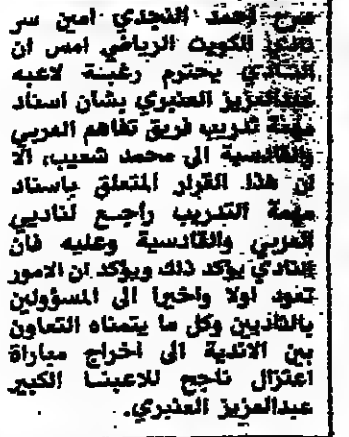 صرح احمد النجدي امين سر
نادي الكويت الرياضي امس ان
النادي يحترم رغبة لاعبه
عبدالعزيز العنبري بشان اسناد
مهمة تدريب فريق تفاهم العربي
والقادسية الى محمد شعيب، الا
ان هذا القرار المتعلق باسناد
مهمة التدريب راجع لناديي
العربي والقادسية وعليه فان
النادي يؤكد ذلك ويؤكد ان الامور
تعود اولا واخيرا الى المسؤولين
بالناديين وكل ما يتمناه التعاون
بين الاندية الى اخراج مباراة
اعتزال ناجح للاعبنا الكبير
عبدالعزيز العنبري.